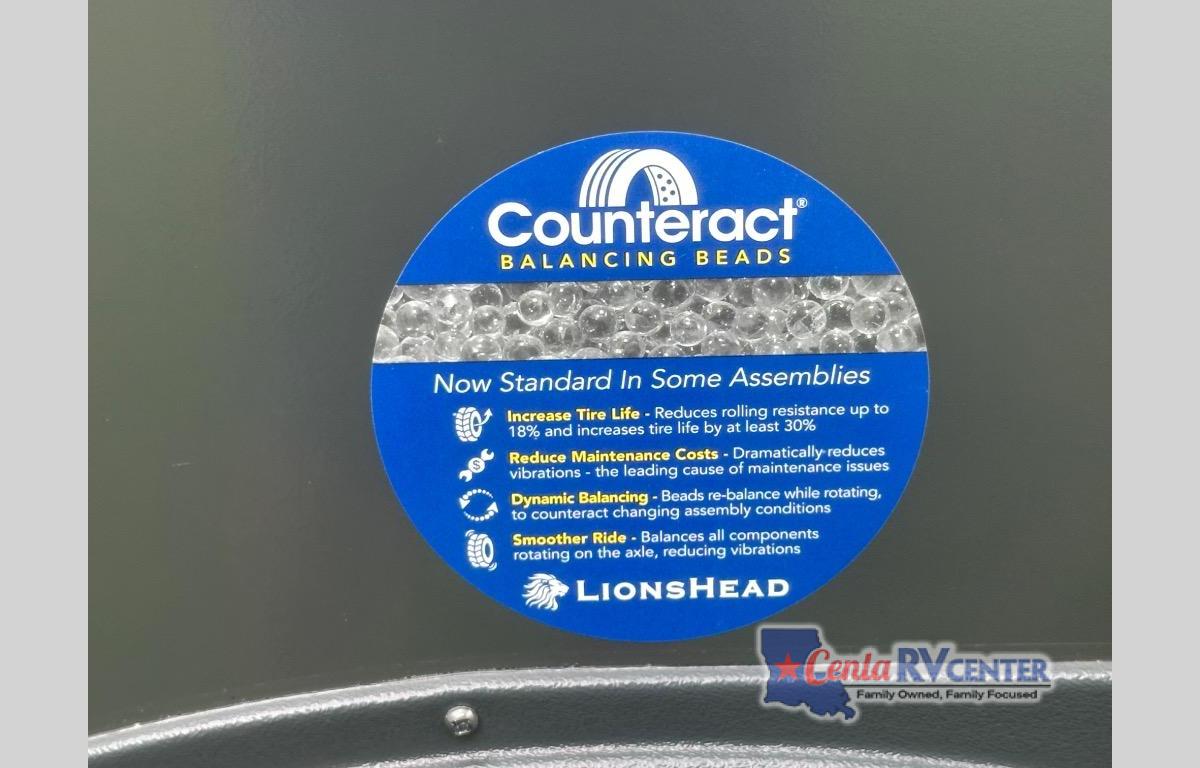 Counteract®
BALANCING BEADS
Now Standard In Some Assemblies
Increase Tire Life - Reduces rolling resistance up to
18% and increases tire life by at least 30%
Reduce Maintenance Costs - Dramatically reduces
vibrations - the leading cause of maintenance issues
Dynamic Balancing - Beads re-balance while rotating,
to counteract changing assembly conditions
Smoother Ride - Balances all components
rotating on the axle, reducing vibrations
LIONSHEAD
Cenla RV CENTER
Family Owned, Family Focused